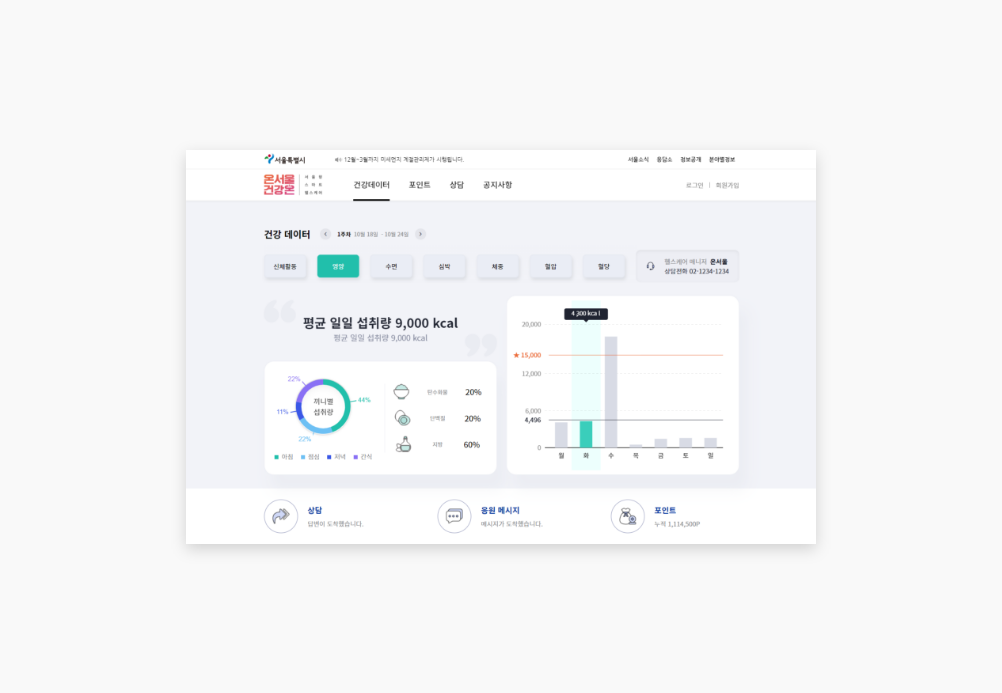 서울특별시
12월~3월까지 미세먼지 계절관리제가 시행됩니다.
서울소식 응답소 정보공개 분야별정보
온서울
건강온
서울형
스마트
헬스케어
건강데이터 포인트 상담 공지사항
로그인 | 회원가입
건강 데이터
1주차 10월 18일 - 10월 24일
신체활동 영양 수면 심박 체중 혈압 혈당
헬스케어 매니저 온서울
상담전화 02-1234-1234
평균 일일 섭취량 9,000 kcal
평균 일일 섭취량 9,000 kcal
22%
44%
11%
22%
끼니별
섭취량
아침 점심 저녁 간식
탄수화물 20%
단백질 20%
지방 60%
4,300 kcal
20,000
★ 15,000
12,000
6,000
4,496
0
월 화 수 목 금 토 일
상담
답변이 도착했습니다.
응원 메시지
메시지가 도착했습니다.
포인트
누적 1,114,500P